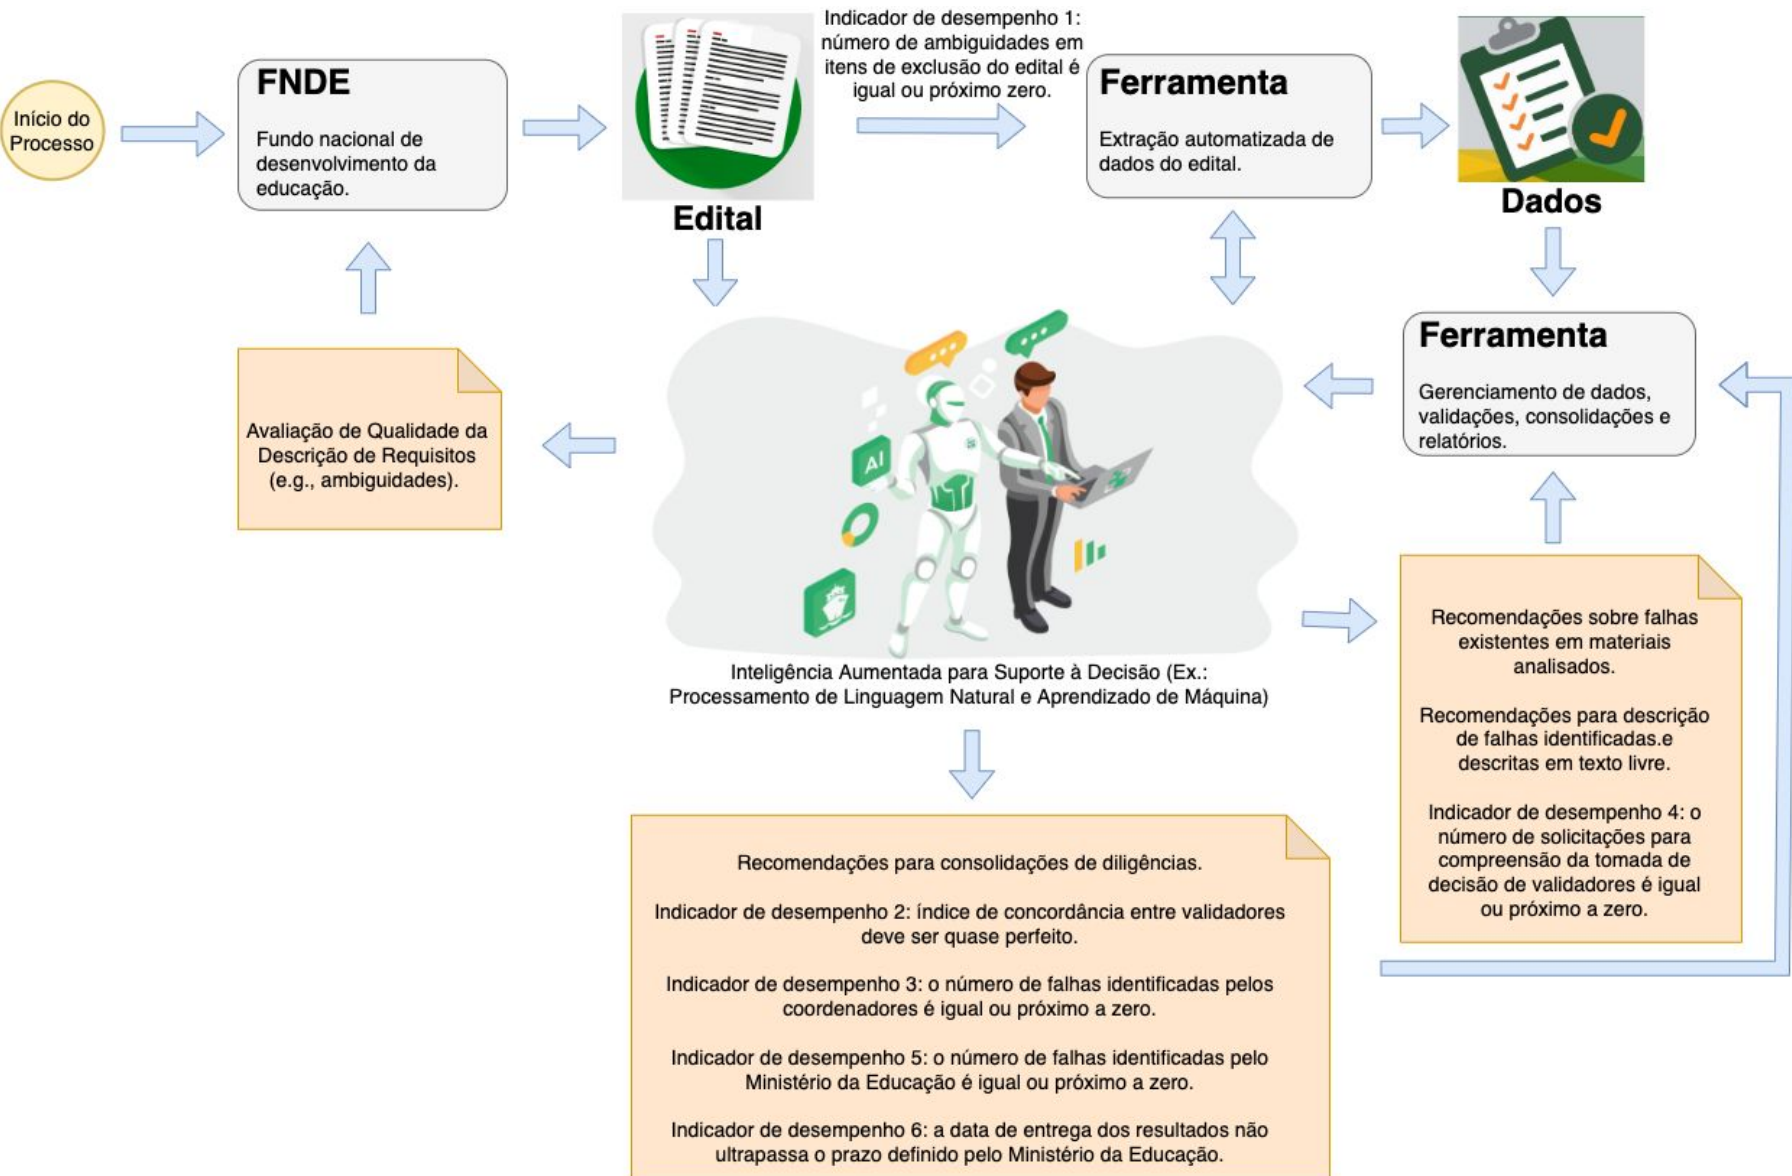 Início do
Processo
FNDE
Fundo nacional de
desenvolvimento da
educação.
Edital
Indicador de desempenho 1:
número de ambiguidades em
itens de exclusão do edital é
igual ou próximo zero.
Ferramenta
Extração automatizada de
dados do edital.
Dados
Ferramenta
Gerenciamento de dados,
validações, consolidações e
relatórios.
Avaliação de Qualidade da
Descrição de Requisitos
(e.g., ambiguidades).
AI
Inteligência Aumentada para Suporte à Decisão (Ex.:
Processamento de Linguagem Natural e Aprendizado de Máquina)
Recomendações sobre falhas
existentes em materiais
analisados.
Recomendações para descrição
de falhas identificadas.e
descritas em texto livre.
Indicador de desempenho 4: o
número de solicitações para
compreensão da tomada de
decisão de validadores é igual
ou próximo a zero.
Recomendações para consolidações de diligências.
Indicador de desempenho 2: índice de concordância entre validadores
deve ser quase perfeito.
Indicador de desempenho 3: o número de falhas identificadas pelos
coordenadores é igual ou próximo a zero.
Indicador de desempenho 5: o número de falhas identificadas pelo
Ministério da Educação é igual ou próximo a zero.
Indicador de desempenho 6: a data de entrega dos resultados não
ultrapassa o prazo definido pelo Ministério da Educação.